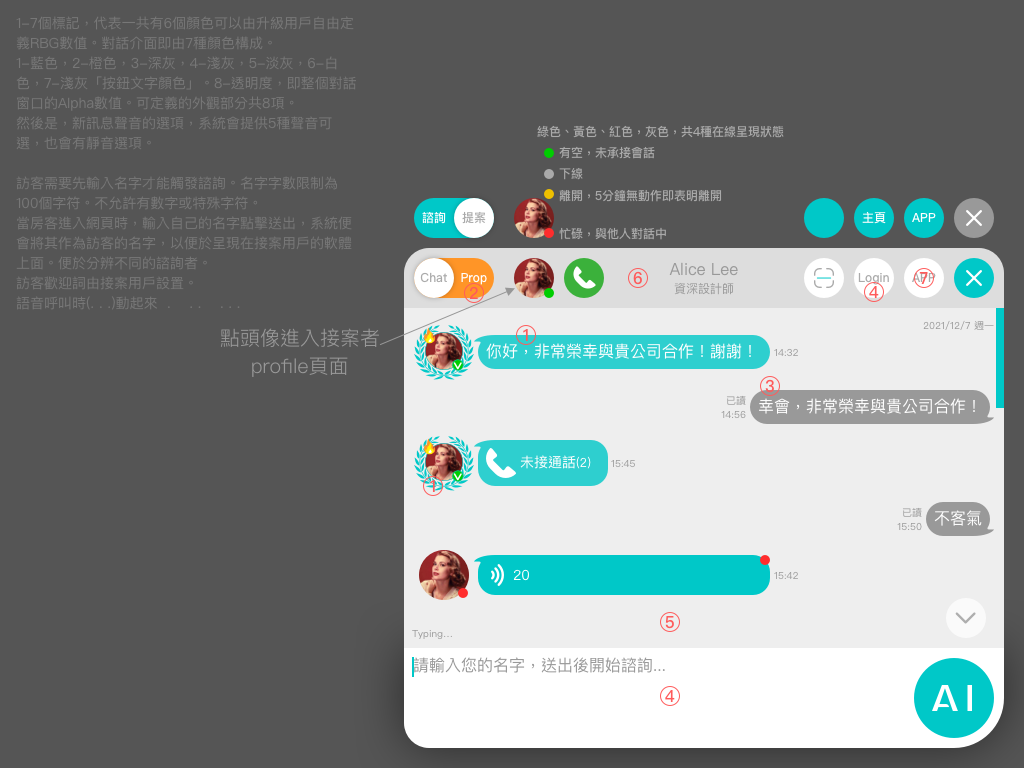 1–7個標記，代表一共有6個顏色可以由升級用戶自由定
義RBG數值。對話介面即由7種顏色構成。
1–藍色，2–橙色，3–深灰，4–淺灰，5–淡灰，6–白
色，7–淺灰「按鈕文字顏色」。8–透明度，即整個對話
窗口的Alpha數值。可定義的外觀部分共8項。
然後是，新訊息聲音的選項，系統會提供5種聲音可
選，也會有靜音選項。
訪客需要先輸入名字才能觸發諮詢。名字字數限制為
100個字符。不允許有數字或特殊字符。
當房客進入網頁時，輸入自己的名字點擊送出，系統便
會將其作為訪客的名字，以便於呈現在接案用戶的軟體
上面。便於分辨不同的諮詢者。
訪客歡迎詞由接案用戶設置。
語音呼叫時(. . .)動起來 . . . . . .
點頭像進入接案者
profile頁面
綠色、黃色、紅色，灰色，共4種在線呈現狀態
有空，未承接會話
下線
離開，5分鐘無動作即表明離開
忙碌，與他人對話中
諮詢 提案
主頁 APP
Chat Prop
②
⑥
Alice Lee
資深設計師
Login APP
④ ⑦
2021/12/7 週一
①
你好，非常榮幸與貴公司合作！謝謝！ 14:32
③
已讀
14:56
幸會，非常榮幸與貴公司合作！
未接通話(2) 15:45
①
已讀
15:50
不客氣
20 15:42
⑤
Typing...
請輸入您的名字，送出後開始諮詢...
④
AI